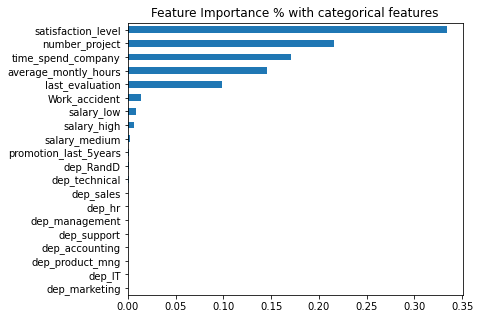 Feature Importance % with categorical features
satisfaction_level
number_project
time_spend_company
average_montly_hours
last_evaluation
Work_accident
salary_low
salary_high
salary_medium
promotion_last_5years
dep_RandD
dep_technical
dep_sales
dep_hr
dep_management
dep_support
dep_accounting
dep_product_mng
dep_IT
dep_marketing
0.00 0.05 0.10 0.15 0.20 0.25 0.30 0.35